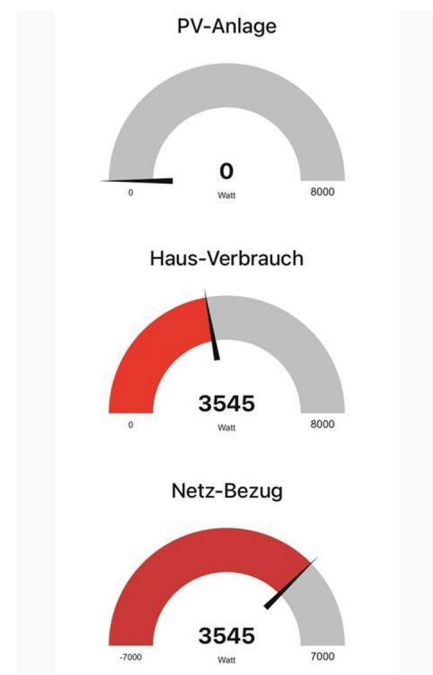 PV-Anlage
0
Watt
0
8000
Haus-Verbrauch
3545
Watt
0
8000
Netz-Bezug
3545
Watt
-7000
7000